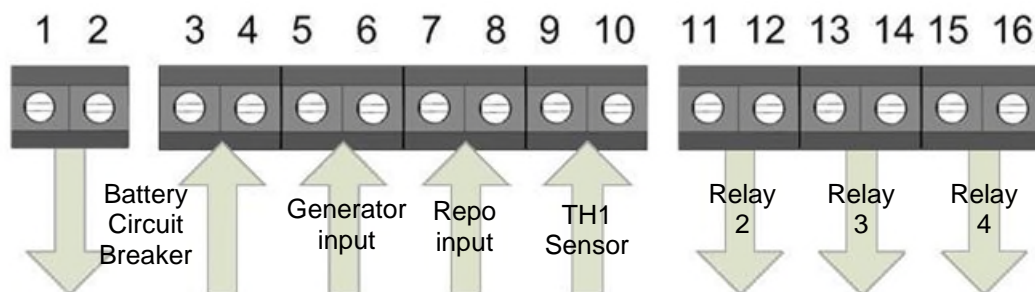 1 2 3 4 5 6 7 8 9 10 11 12 13 14 15 16
Battery
Circuit
Breaker
Generator
input
Repo
input
TH1
Sensor
Relay
2
Relay
3
Relay
4